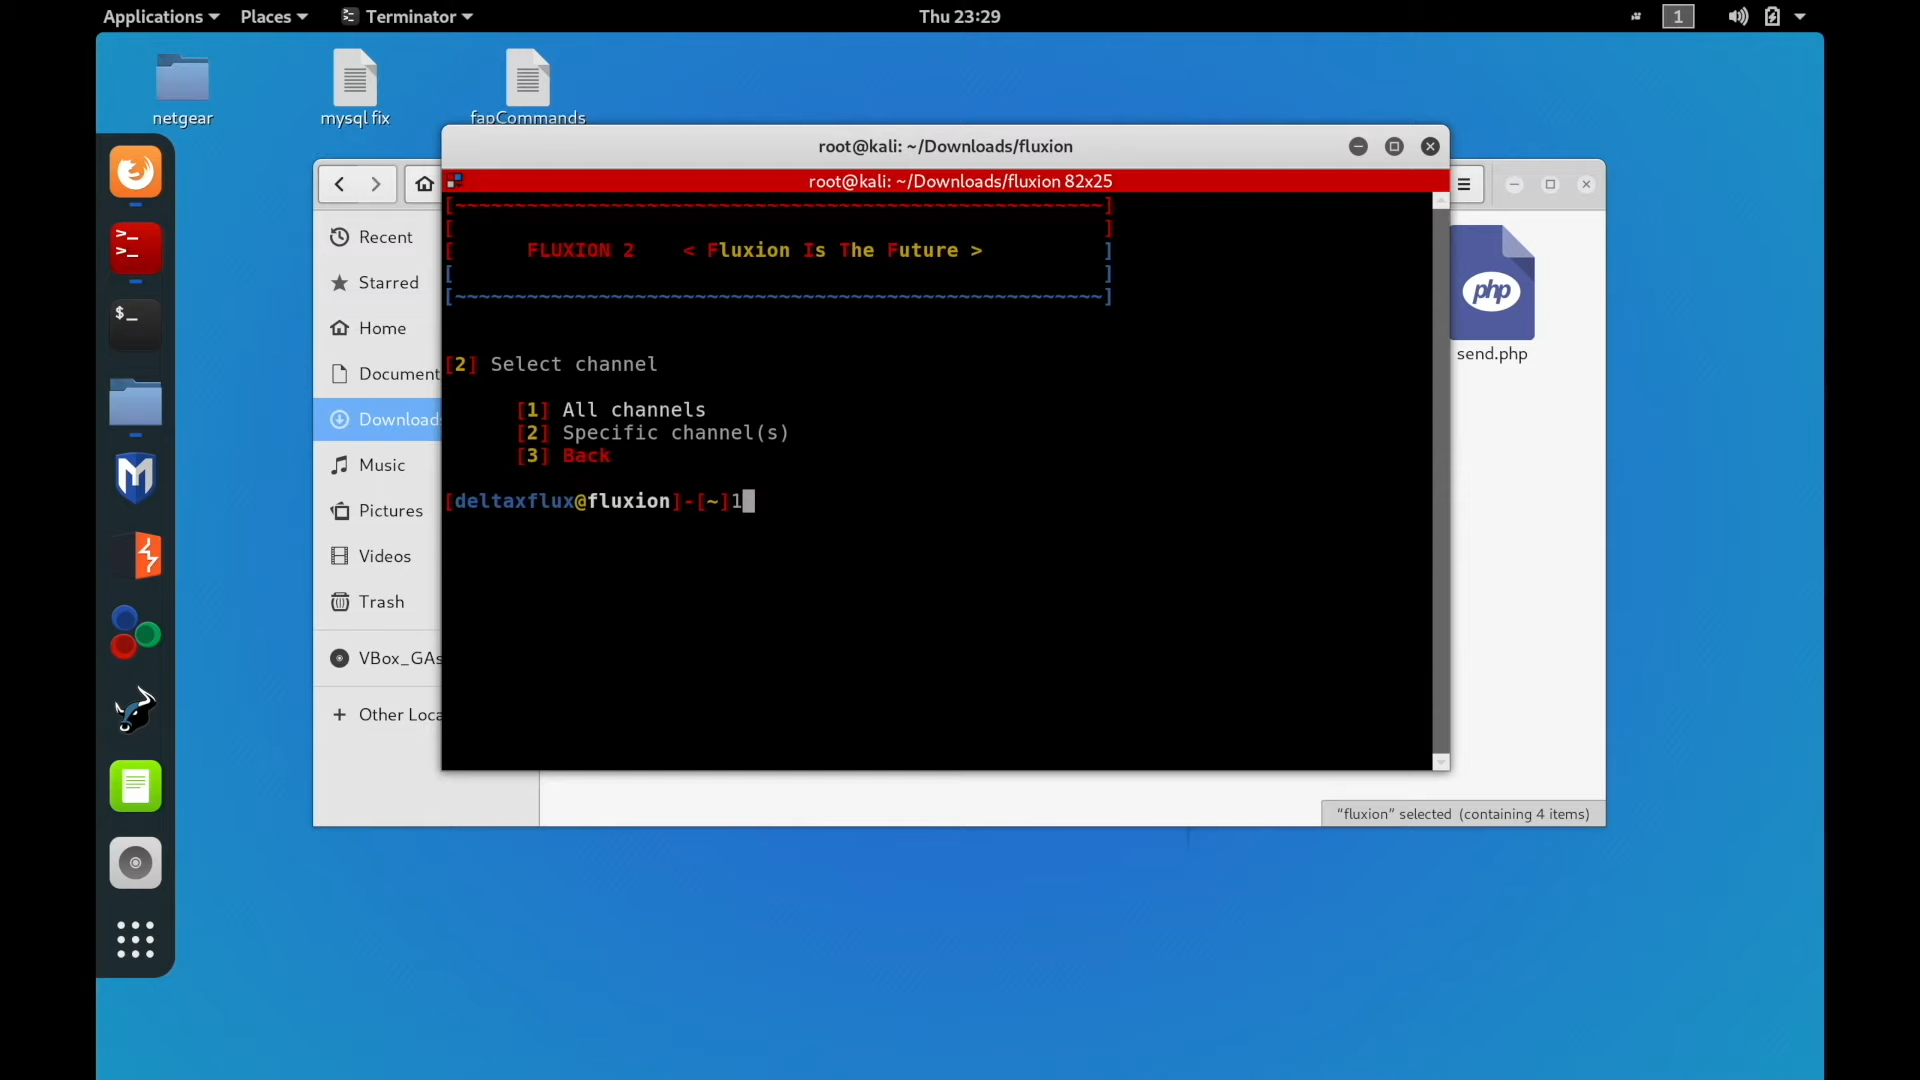 Applications Places Terminator Thu 23:29 1
netgear mysql fix fapCommands
root@kali: ~/Downloads/fluxion
root@kali: ~/Downloads/fluxion 82x25
Recent
Starred
Home
Document
Downloads
Music
Pictures
Videos
Trash
VBox_GAs
Other Loca
[~~~~~~~~~~~~~~~~~~~~~~~~~~~~~~~~~~~~~~~~~~~~~~~~~~~~~~]
[ ]
[ FLUXION 2 < Fluxion Is The Future > ]
[ ]
[~~~~~~~~~~~~~~~~~~~~~~~~~~~~~~~~~~~~~~~~~~~~~~~~~~~~~~]
[2] Select channel
[1] All channels
[2] Specific channel(s)
[3] Back
[deltaxflux@fluxion]-[~]1
php
send.php
"fluxion" selected (containing 4 items)